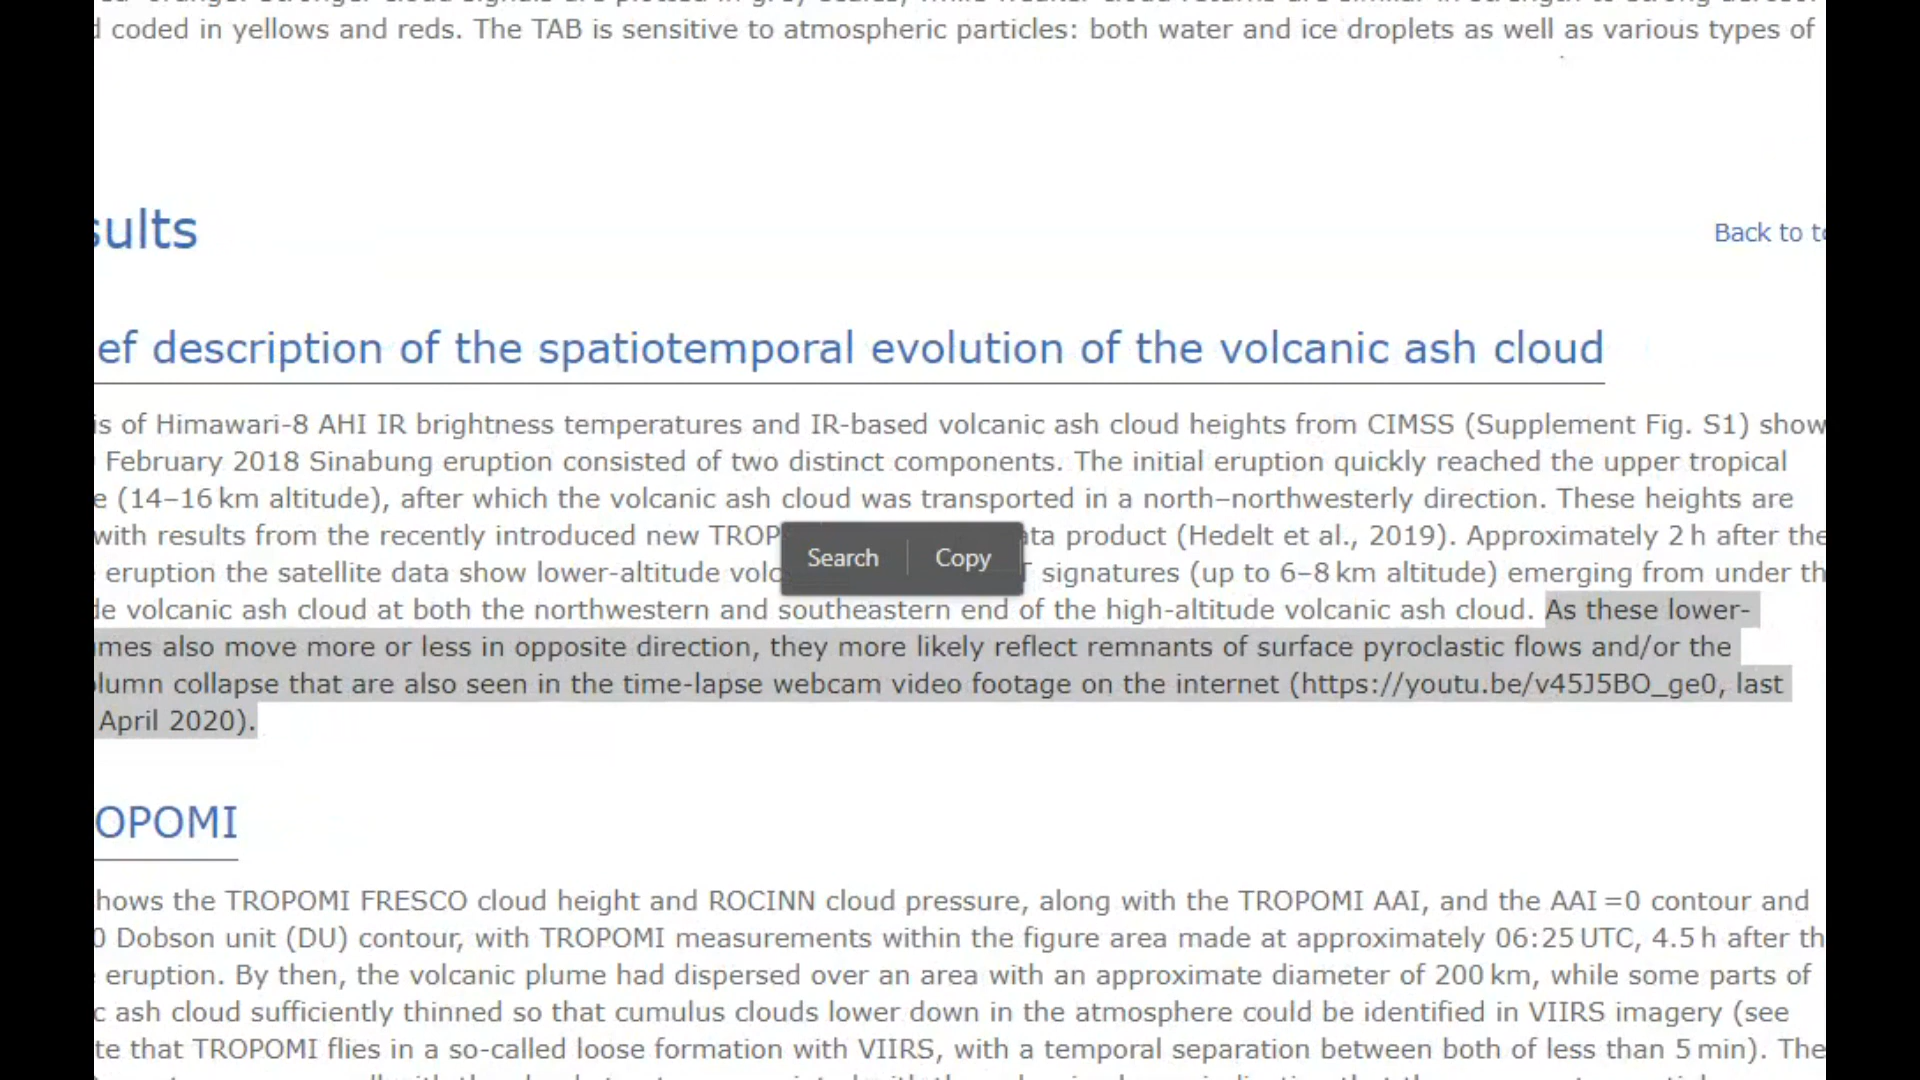 coded in yellows and reds. The TAB is sensitive to atmospheric particles: both water and ice droplets as well as various types of
sults
Back to to
ef description of the spatiotemporal evolution of the volcanic ash cloud
is of Himawari-8 AHI IR brightness temperatures and IR-based volcanic ash cloud heights from CIMSS (Supplement Fig. S1) show
February 2018 Sinabung eruption consisted of two distinct components. The initial eruption quickly reached the upper tropical
e (14–16 km altitude), after which the volcanic ash cloud was transported in a north–northwesterly direction. These heights are
with results from the recently introduced new TROP ata product (Hedelt et al., 2019). Approximately 2 h after the
eruption the satellite data show lower-altitude volc signatures (up to 6–8 km altitude) emerging from under th
Search Copy
de volcanic ash cloud at both the northwestern and southeastern end of the high-altitude volcanic ash cloud. As these lower-
umes also move more or less in opposite direction, they more likely reflect remnants of surface pyroclastic flows and/or the
lumn collapse that are also seen in the time-lapse webcam video footage on the internet (https://youtu.be/v45J5BO_ge0, last
April 2020).
OPOMI
hows the TROPOMI FRESCO cloud height and ROCINN cloud pressure, along with the TROPOMI AAI, and the AAI =0 contour and
0 Dobson unit (DU) contour, with TROPOMI measurements within the figure area made at approximately 06:25 UTC, 4.5 h after th
eruption. By then, the volcanic plume had dispersed over an area with an approximate diameter of 200 km, while some parts of
c ash cloud sufficiently thinned so that cumulus clouds lower down in the atmosphere could be identified in VIIRS imagery (see
te that TROPOMI flies in a so-called loose formation with VIIRS, with a temporal separation between both of less than 5 min). The